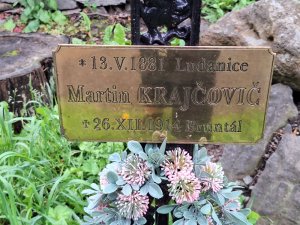 * 13.V.1881 Ludanice
Martin KRAJČOVIČ
† 26.XII.1914 Bruntál